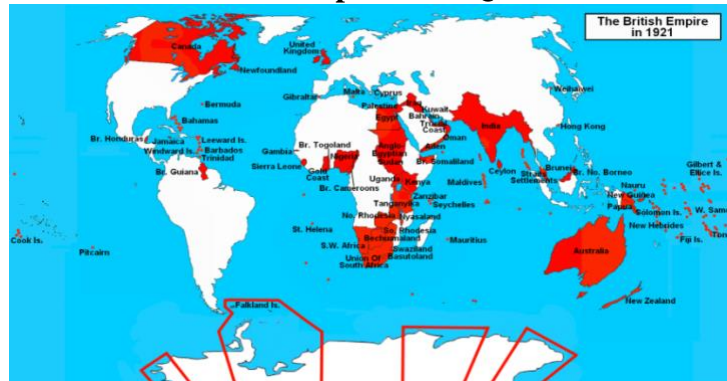 The British Empire
in 1921
Canada
Newfoundland
United
Kingdom
Gibraltar
Malta
Cyprus
Palestine
Iraq
Kuwait
Bahrain
Trucial
Coast
Oman
Aden
Egypt
Anglo-
Egyptian
Sudan
Br. Somaliland
Bermuda
Bahamas
Br. Honduras
Jamaica
Leeward Is.
Windward Is.
Barbados
Trinidad
Br. Guiana
Gambia
Sierra Leone
Br. Togoland
Gold
Coast
Nigeria
Br. Cameroons
Uganda
Kenya
Tanganyika
Zanzibar
Seychelles
Maldives
India
Ceylon
Weihaiwei
Hong Kong
Straits
Settlements
Brunei
Br. No. Borneo
Nauru
New Guinea
Papua
Solomon Is.
Gilbert &
Ellice Is.
W. Sam
New Hebrides
Fiji Is.
Ton
Cook Is.
Pitcairn
St. Helena
No. Rhodesia
Nyasaland
So. Rhodesia
Bechuanaland
S.W. Africa
Swaziland
Basutoland
Union Of
South Africa
Mauritius
Australia
New Zealand
Falkland Is.